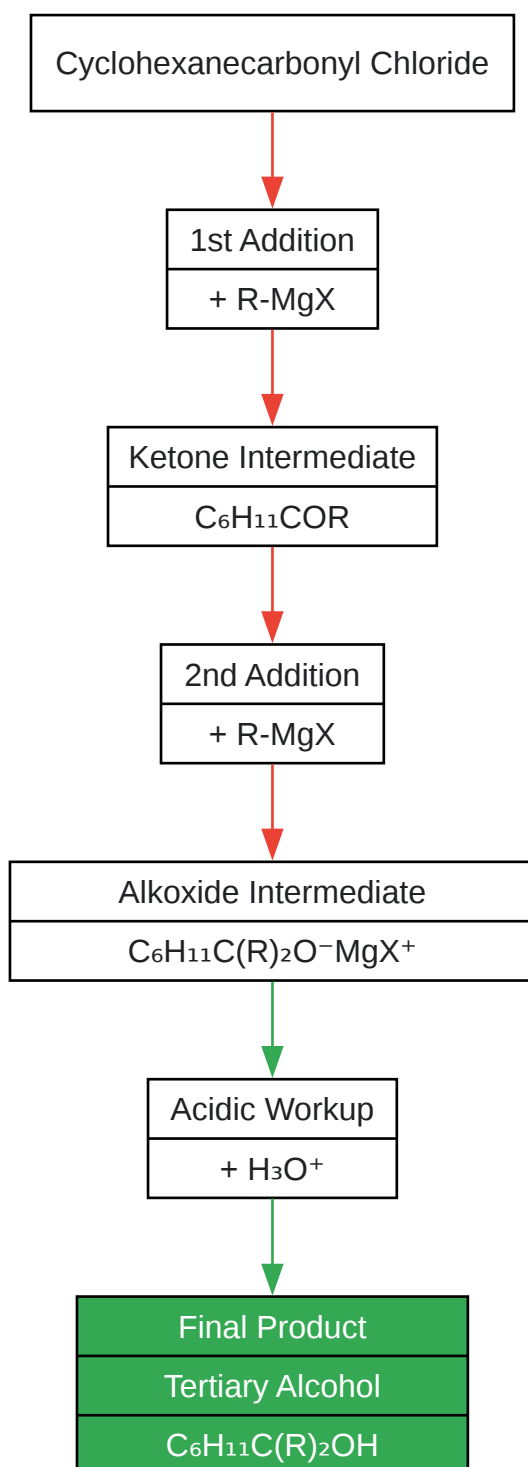 Cyclohexanecarbonyl Chloride
1st Addition
+ R-MgX
Ketone Intermediate
C₆H₁₁COR
2nd Addition
+ R-MgX
Alkoxide Intermediate
C₆H₁₁C(R)₂O⁻MgX⁺
Acidic Workup
+ H₃O⁺
Final Product
Tertiary Alcohol
C₆H₁₁C(R)₂OH